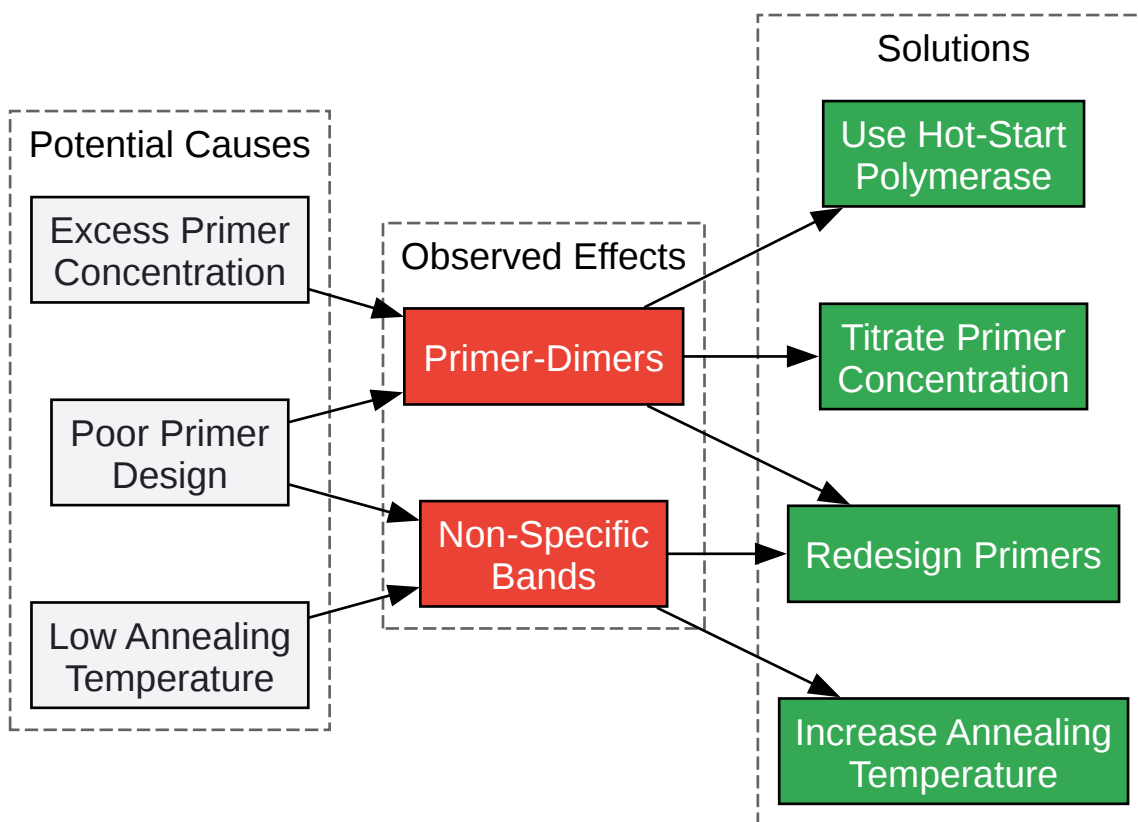 Potential Causes
Excess Primer
Concentration
Poor Primer
Design
Low Annealing
Temperature
Observed Effects
Primer-Dimers
Non-Specific
Bands
Solutions
Use Hot-Start
Polymerase
Titrate Primer
Concentration
Redesign Primers
Increase Annealing
Temperature